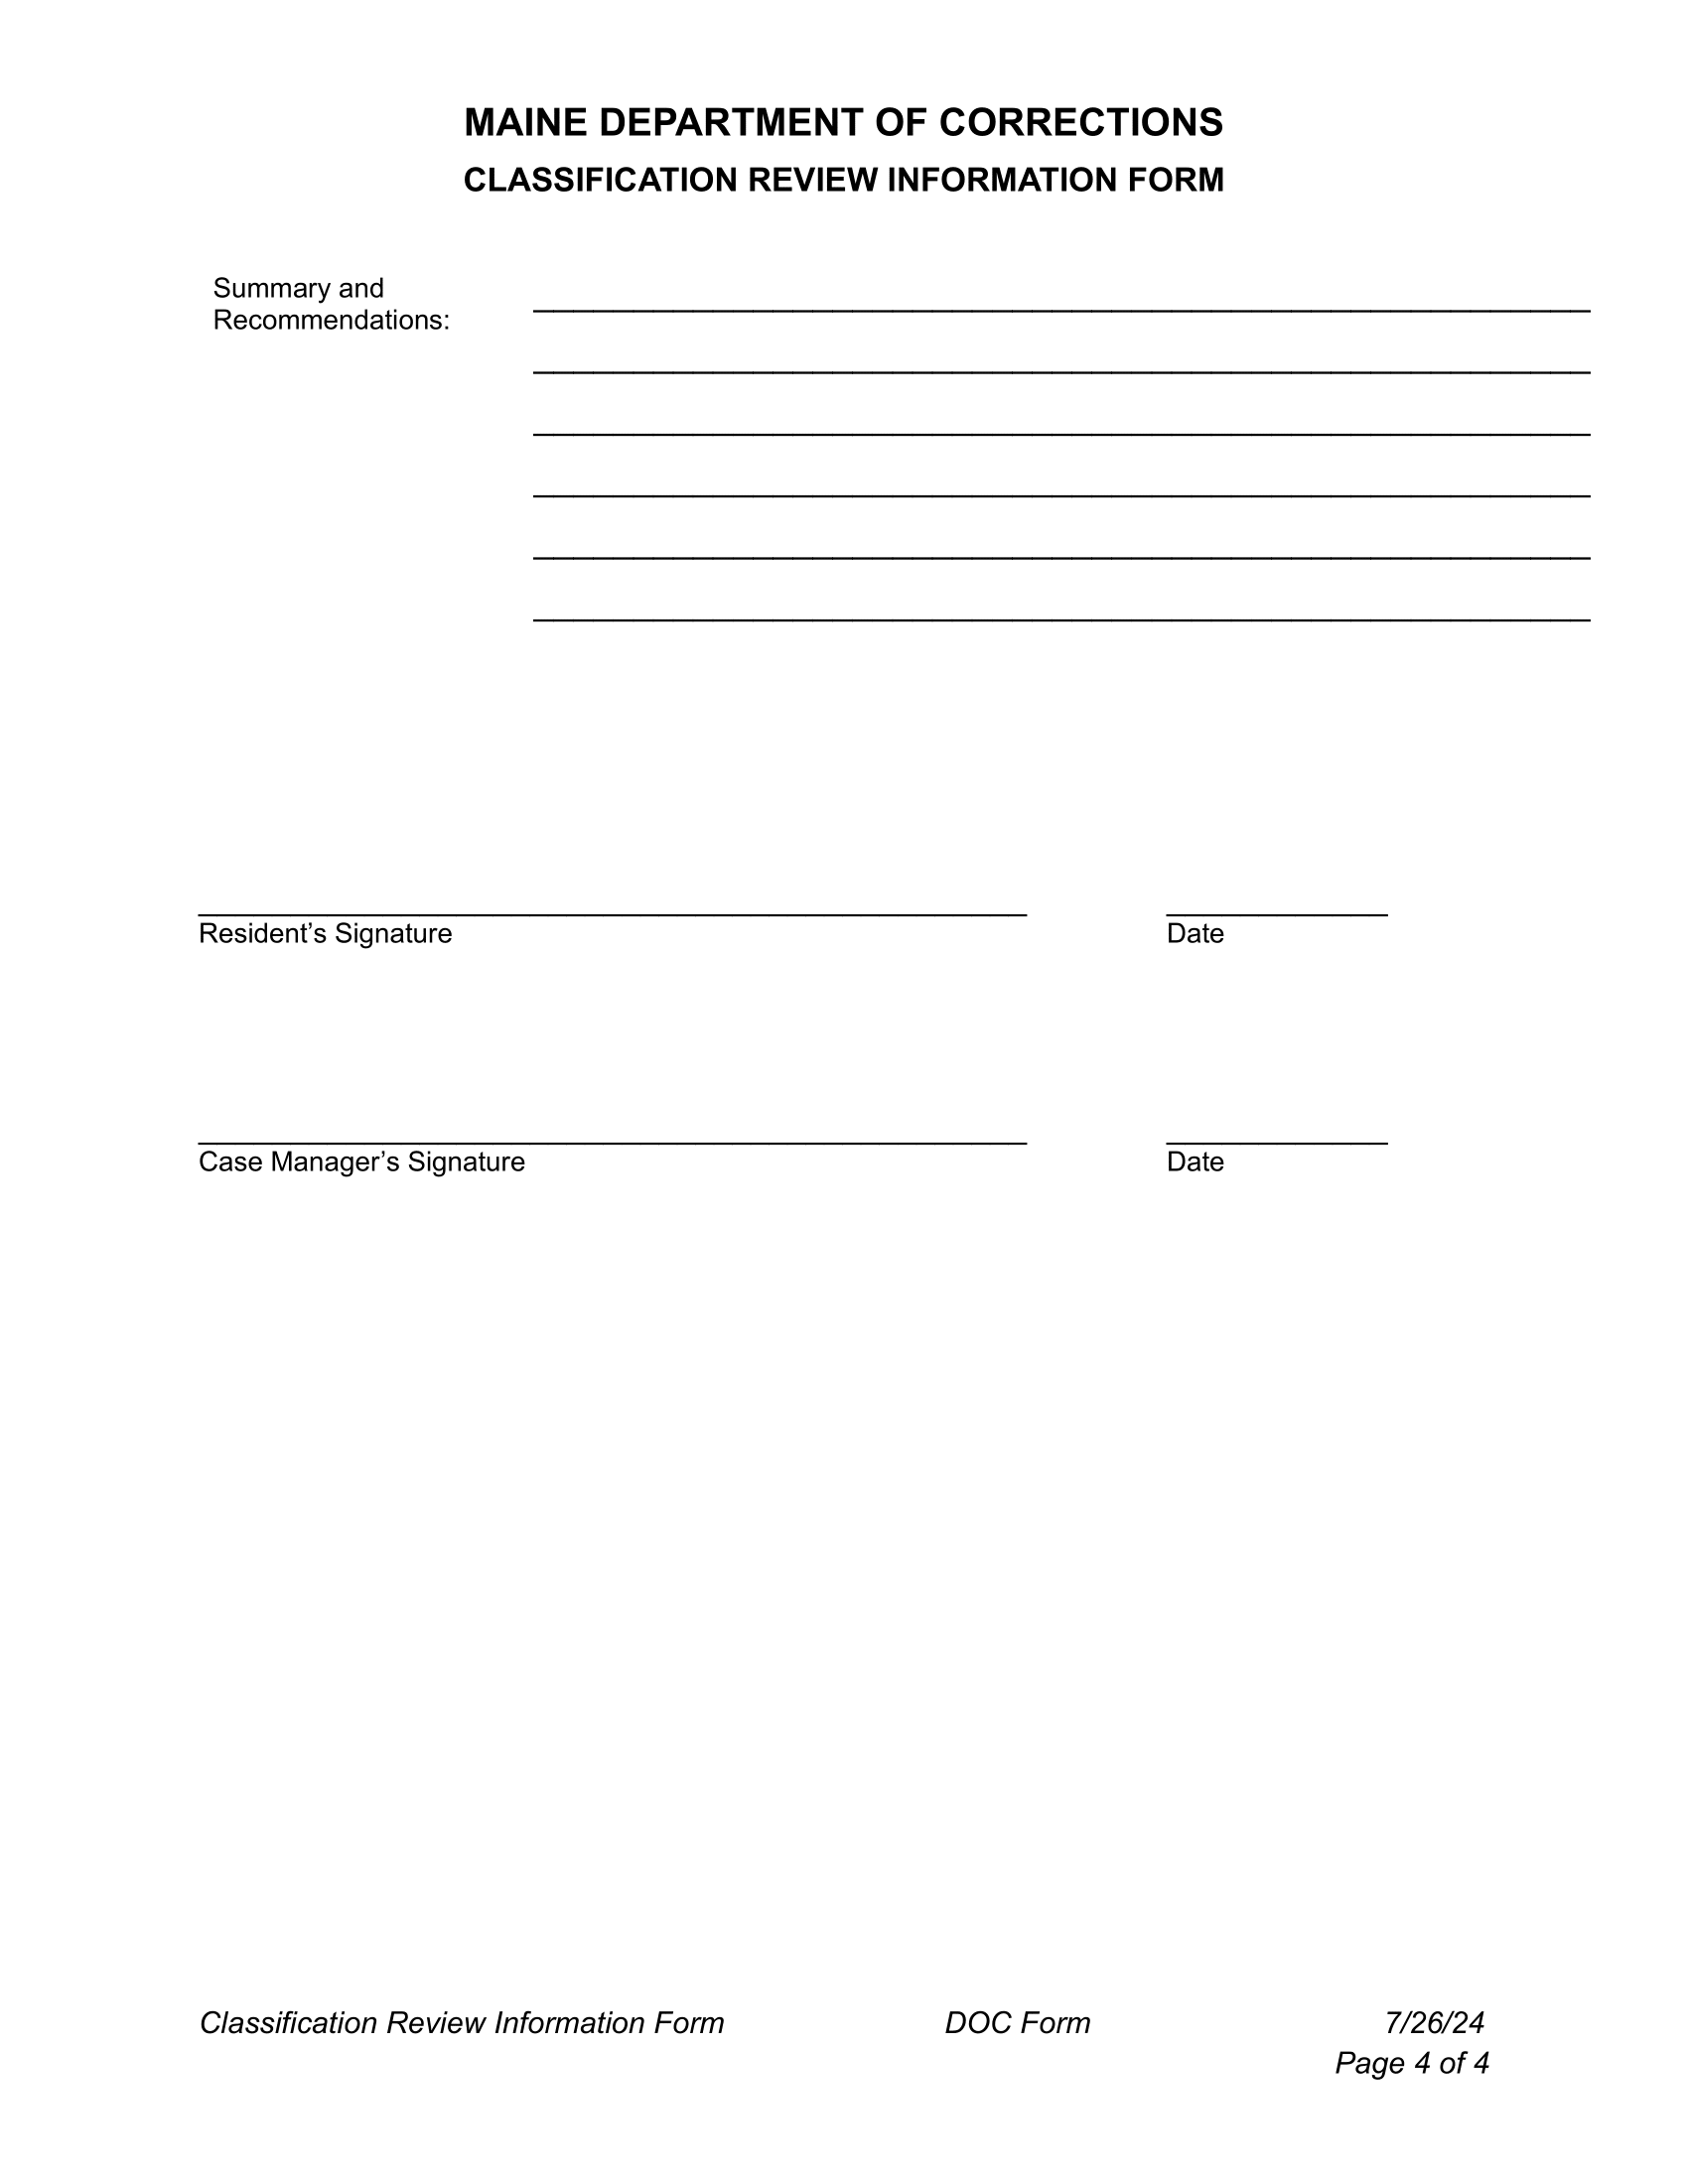 MAINE DEPARTMENT OF CORRECTIONS
CLASSIFICATION REVIEW INFORMATION FORM
Summary and
Recommendations:
Resident’s Signature Date
Case Manager’s Signature Date
Classification Review Information Form DOC Form 7/26/24
Page 4 of 4